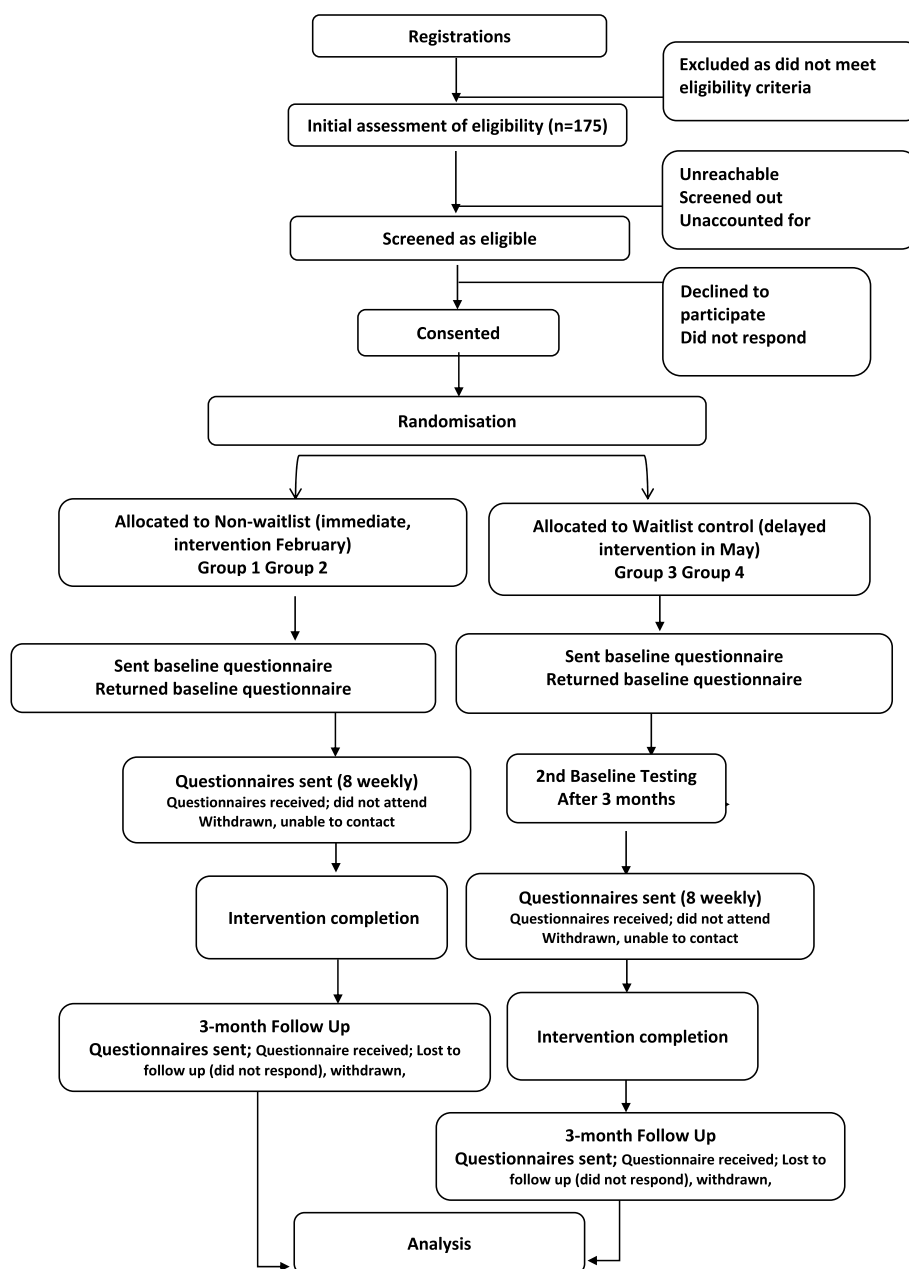 Registrations
Excluded as did not meet
eligibility criteria
Initial assessment of eligibility (n=175)
Unreachable
Screened out
Unaccounted for
Screened as eligible
Declined to
participate
Did not respond
Consented
Randomisation
Allocated to Non-waitlist (immediate,
intervention February)
Group 1 Group 2
Allocated to Waitlist control (delayed
intervention in May)
Group 3 Group 4
Sent baseline questionnaire
Returned baseline questionnaire
Sent baseline questionnaire
Returned baseline questionnaire
Questionnaires sent (8 weekly)
Questionnaires received; did not attend
Withdrawn, unable to contact
2nd Baseline Testing
After 3 months
Intervention completion
Questionnaires sent (8 weekly)
Questionnaires received; did not attend
Withdrawn, unable to contact
3-month Follow Up
Questionnaires sent; Questionnaire received; Lost to
follow up (did not respond), withdrawn,
Intervention completion
3-month Follow Up
Questionnaires sent; Questionnaire received; Lost to
follow up (did not respond), withdrawn,
Analysis